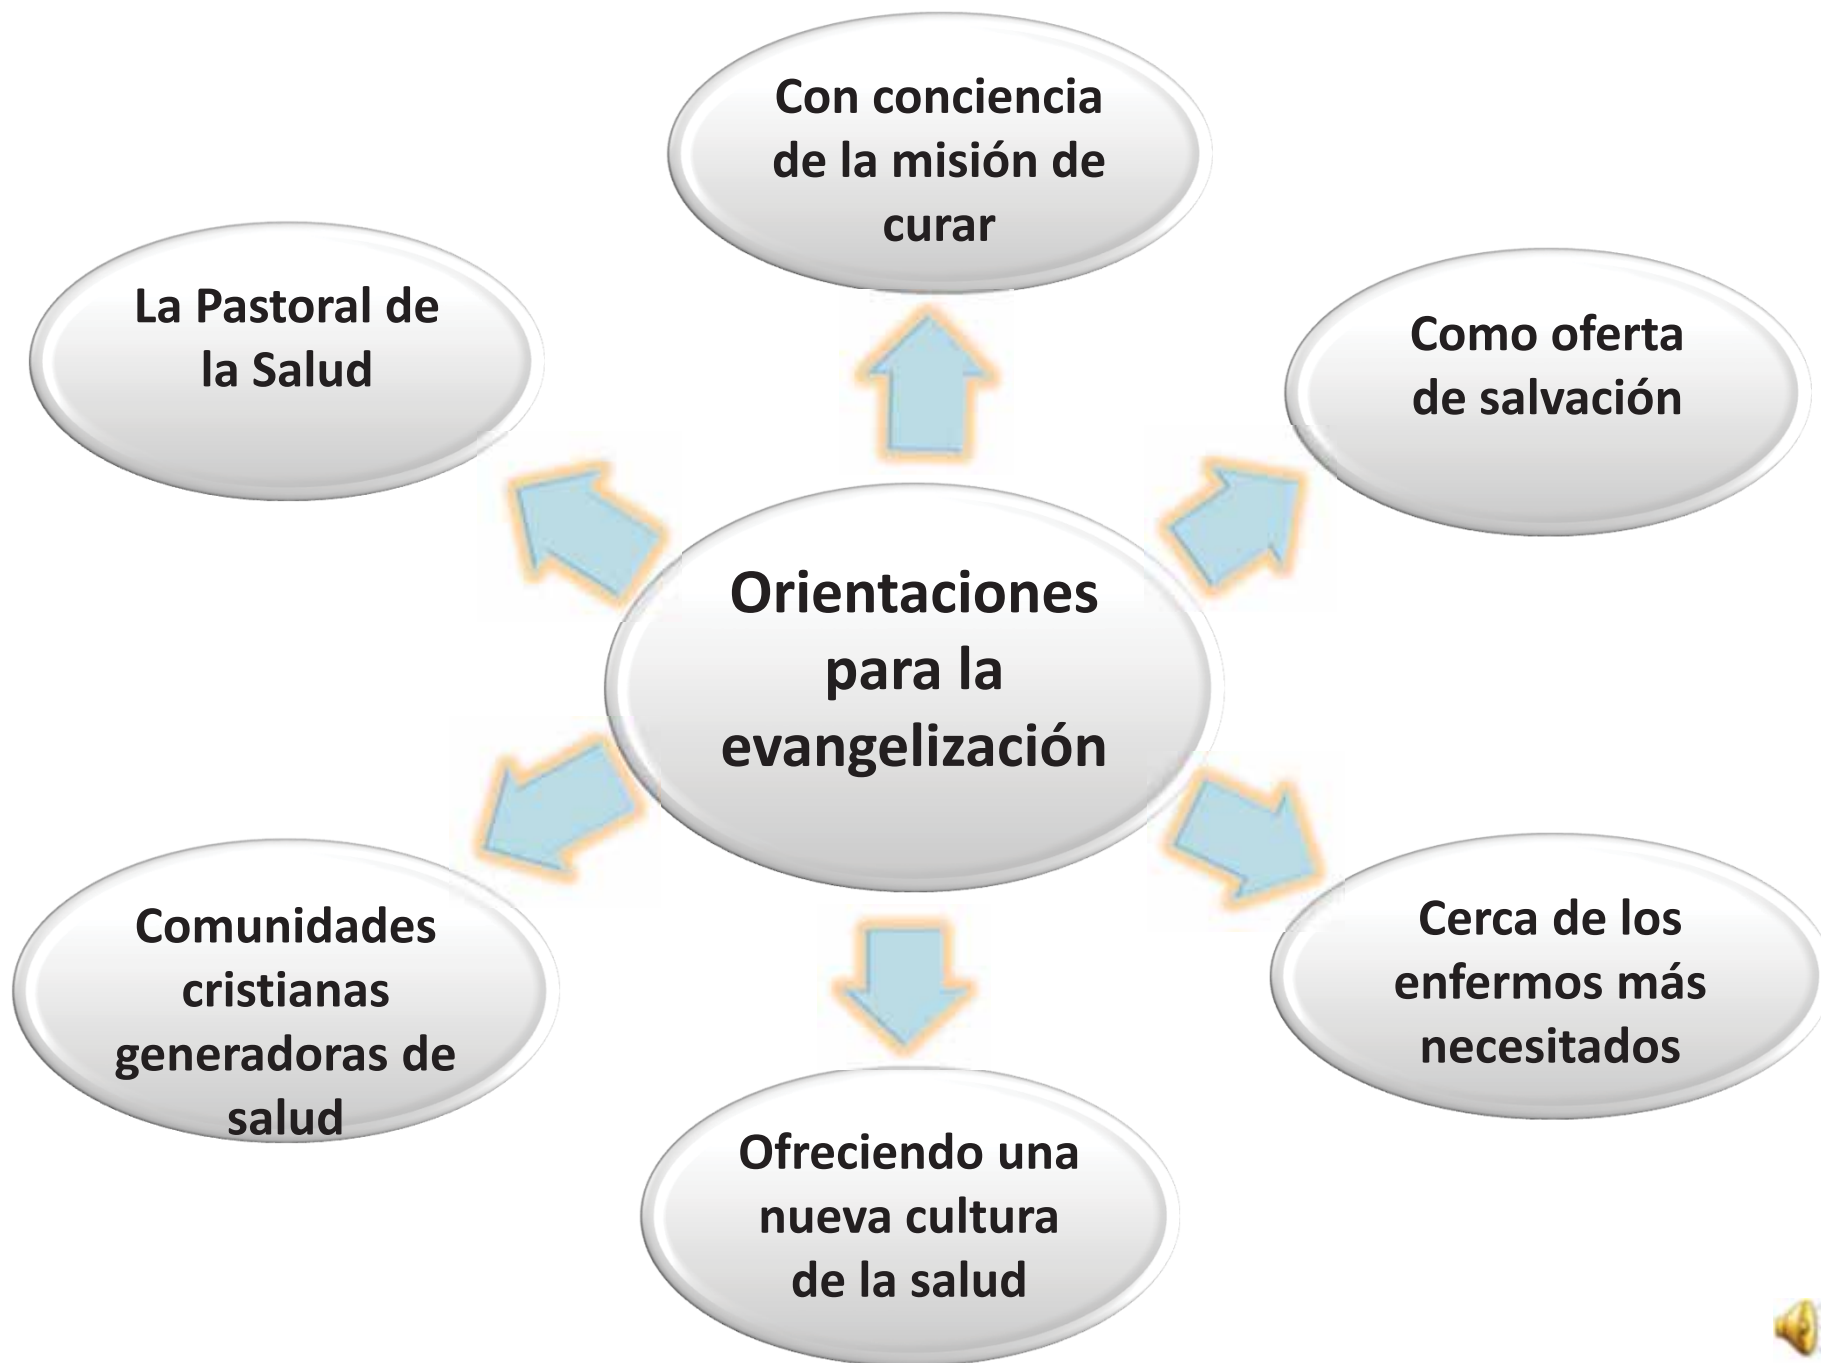 Con conciencia
de la misión de
curar
La Pastoral de
la Salud
Como oferta
de salvación
Orientaciones
para la
evangelización
Comunidades
cristianas
generadoras de
salud
Cerca de los
enfermos más
necesitados
Ofreciendo una
nueva cultura
de la salud